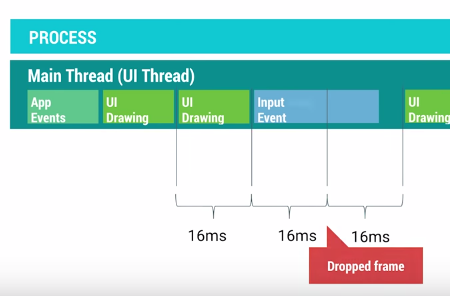 PROCESS
Main Thread (UI Thread)
App
Events
UI
Drawing
UI
Drawing
Input
Event
UI
Drawing
16ms
16ms
16ms
Dropped frame